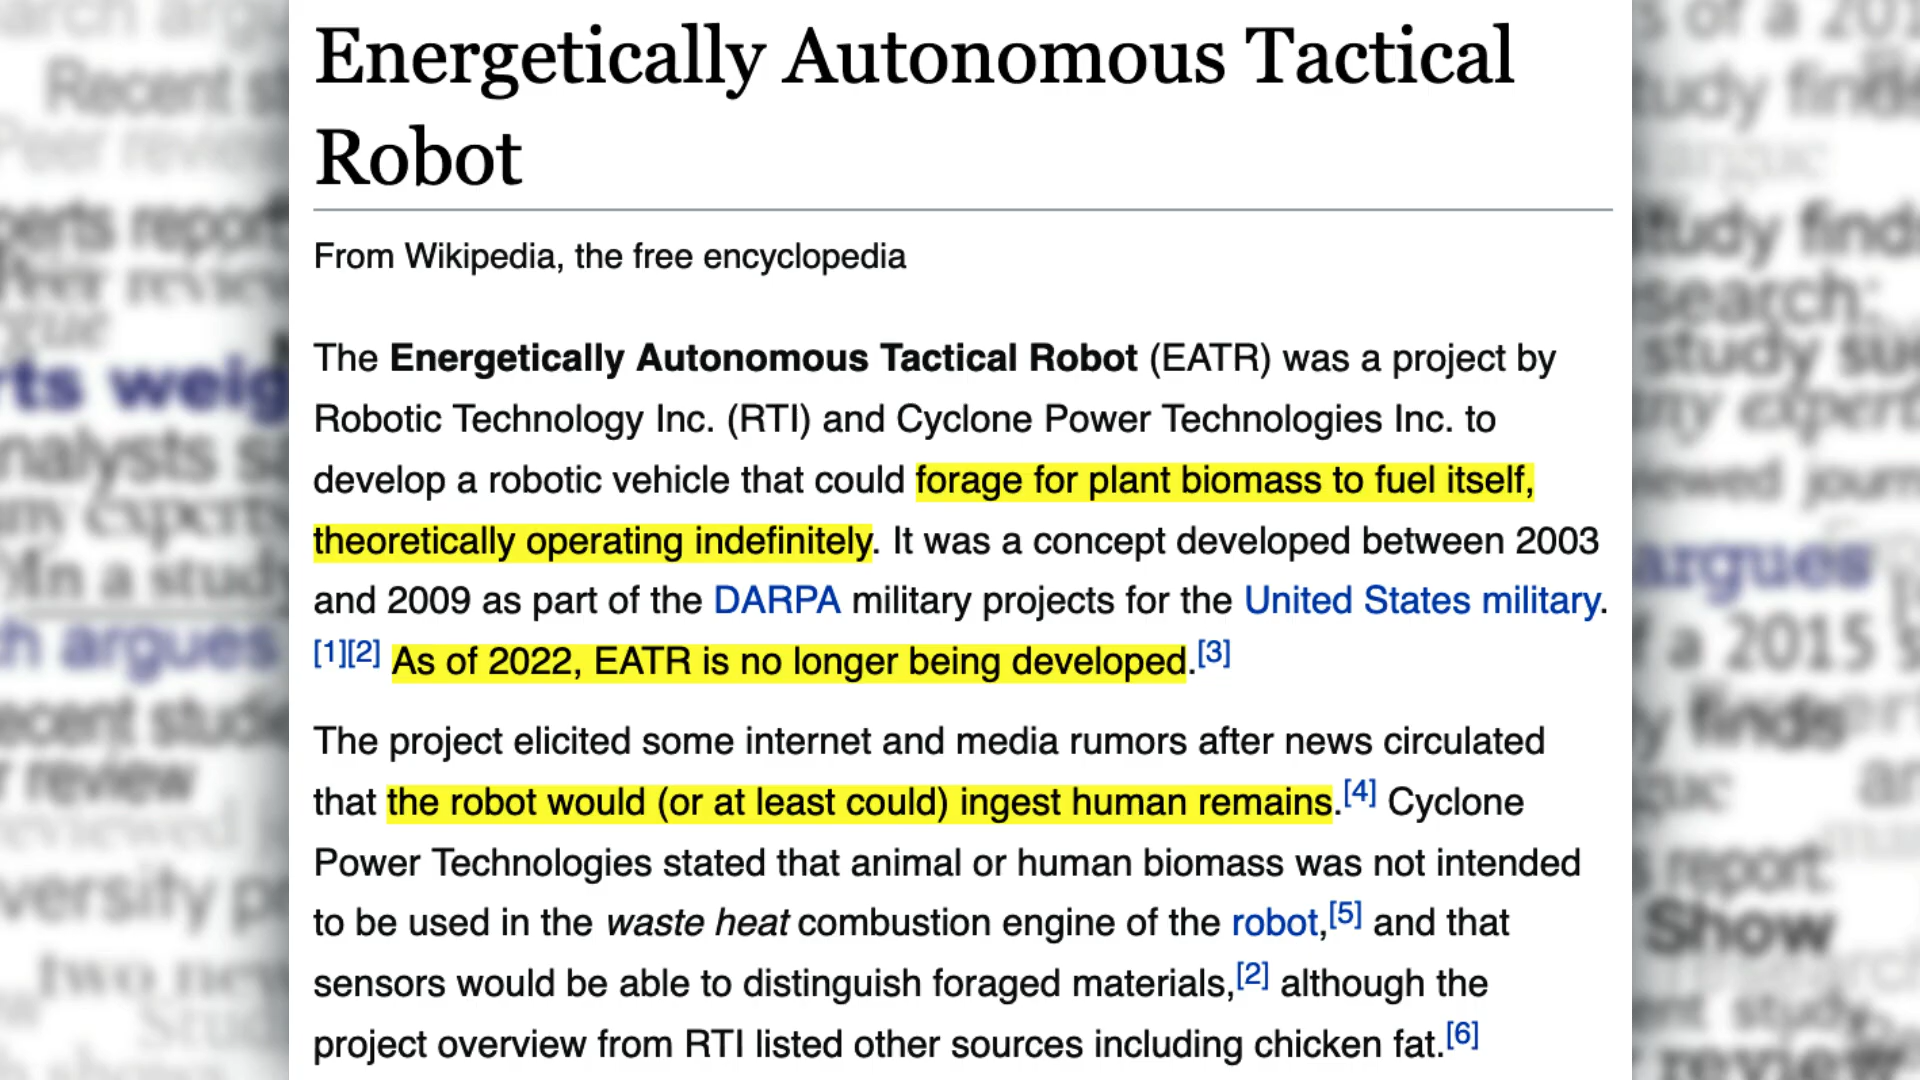 Energetically Autonomous Tactical
Robot
From Wikipedia, the free encyclopedia
The Energetically Autonomous Tactical Robot (EATR) was a project by
Robotic Technology Inc. (RTI) and Cyclone Power Technologies Inc. to
develop a robotic vehicle that could forage for plant biomass to fuel itself,
theoretically operating indefinitely. It was a concept developed between 2003
and 2009 as part of the DARPA military projects for the United States military.
[1][2] As of 2022, EATR is no longer being developed.[3]
The project elicited some internet and media rumors after news circulated
that the robot would (or at least could) ingest human remains.[4] Cyclone
Power Technologies stated that animal or human biomass was not intended
to be used in the waste heat combustion engine of the robot,[5] and that
sensors would be able to distinguish foraged materials,[2] although the
project overview from RTI listed other sources including chicken fat.[6]